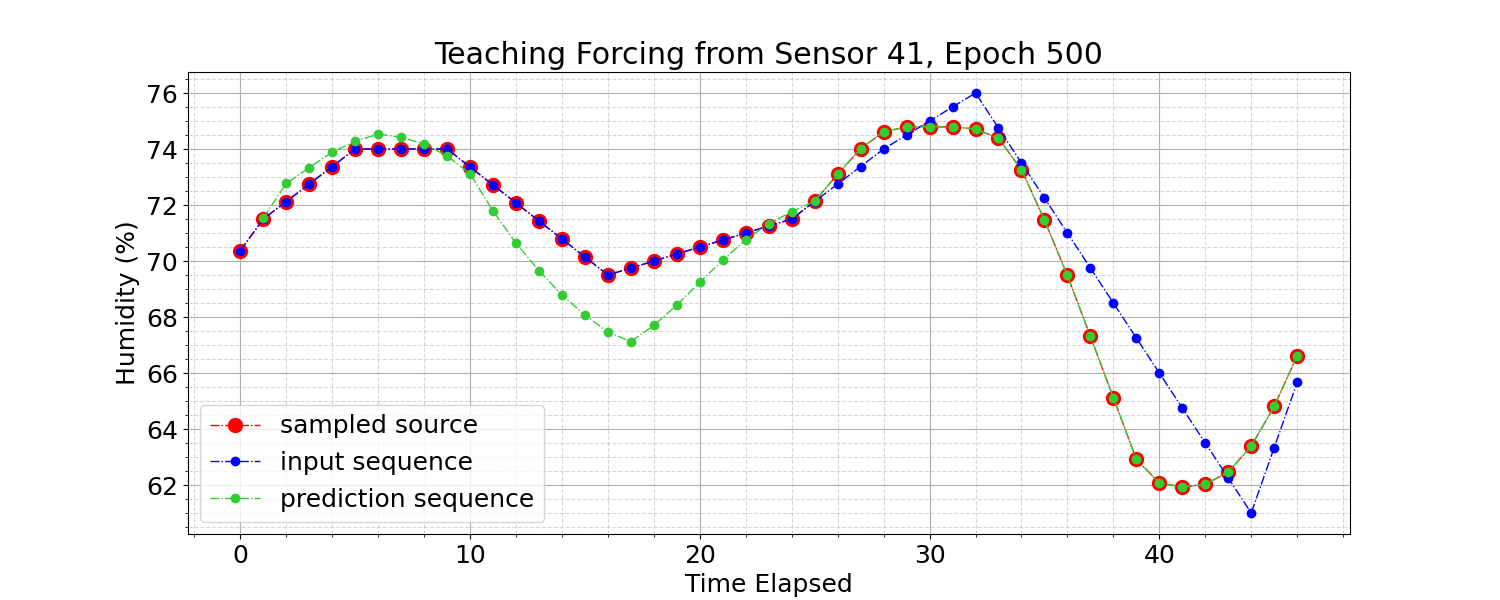 Teaching Forcing from Sensor 41, Epoch 500
76
74
72
70
68
66
64
62
Humidity (%)
sampled source
input sequence
prediction sequence
0 10 20 30 40
Time Elapsed